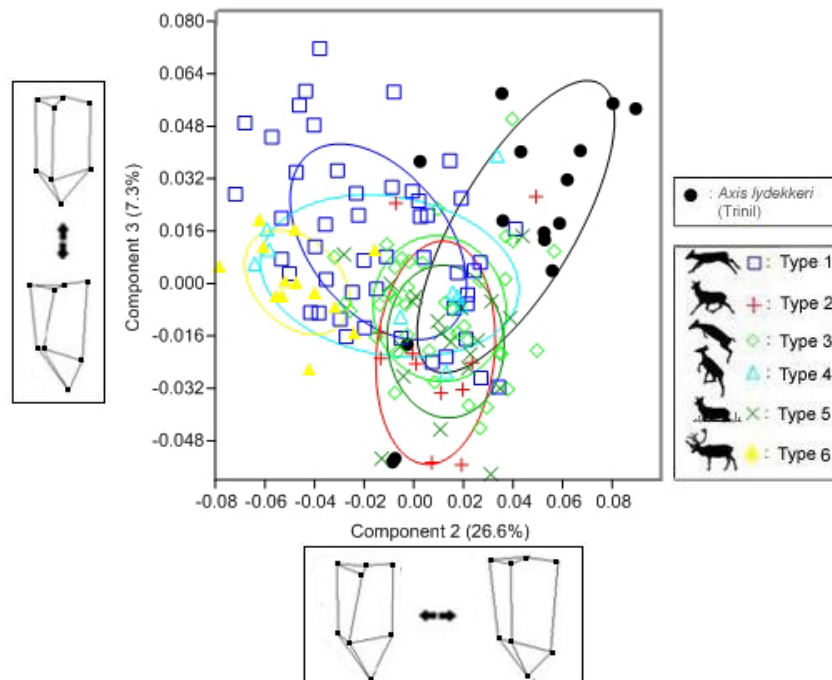 0.080
0.064
0.048
0.032
0.016
0.000
-0.016
-0.032
-0.048
Component 3 (7.3%)
-0.08 -0.06 -0.04 -0.02 0.00 0.02 0.04 0.06 0.08
Component 2 (26.6%)
: Axis lydekkeri
(Trinil)
: Type 1
: Type 2
: Type 3
: Type 4
: Type 5
: Type 6